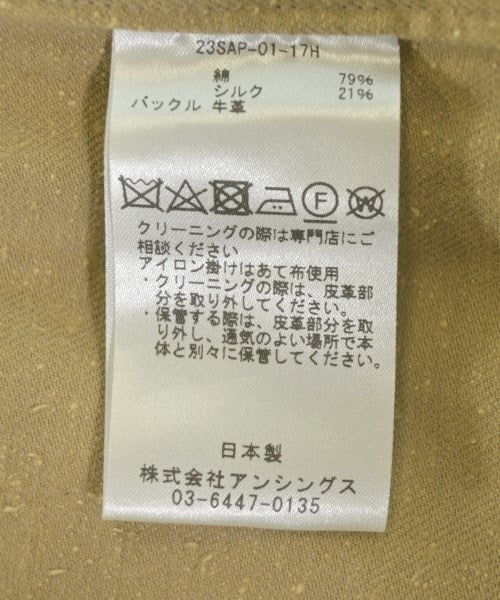 23SAP-01-17H
綿 79%
シルク 21%
バックル 牛革
F W
クリーニングの際は専門店にご
相談ください
アイロン掛けはあて布使用
・クリーニングの際は、皮革部
分を取り外してください。
・保管する際は、皮革部分を取
り外し、通気のよい場所で本
体と別々に保管してください。
日本製
株式会社アンシングス
03-6447-0135